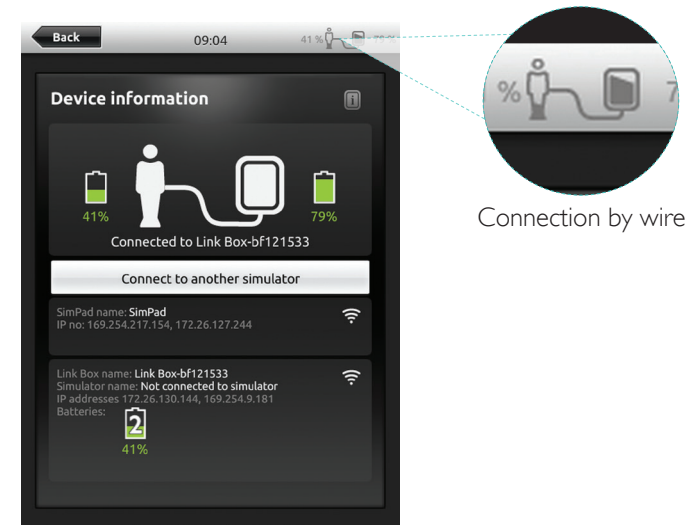 Back
09:04
41 %
79 %
Device information
41%
79%
Connected to Link Box-bf121533
Connect to another simulator
SimPad name: SimPad
IP no: 169.254.217.154, 172.26.127.244
Link Box name: Link Box-bf121533
Simulator name: Not connected to simulator
IP addresses 172.26.130.144, 169.254.9.181
Batteries:
2
41%
%
7
Connection by wire